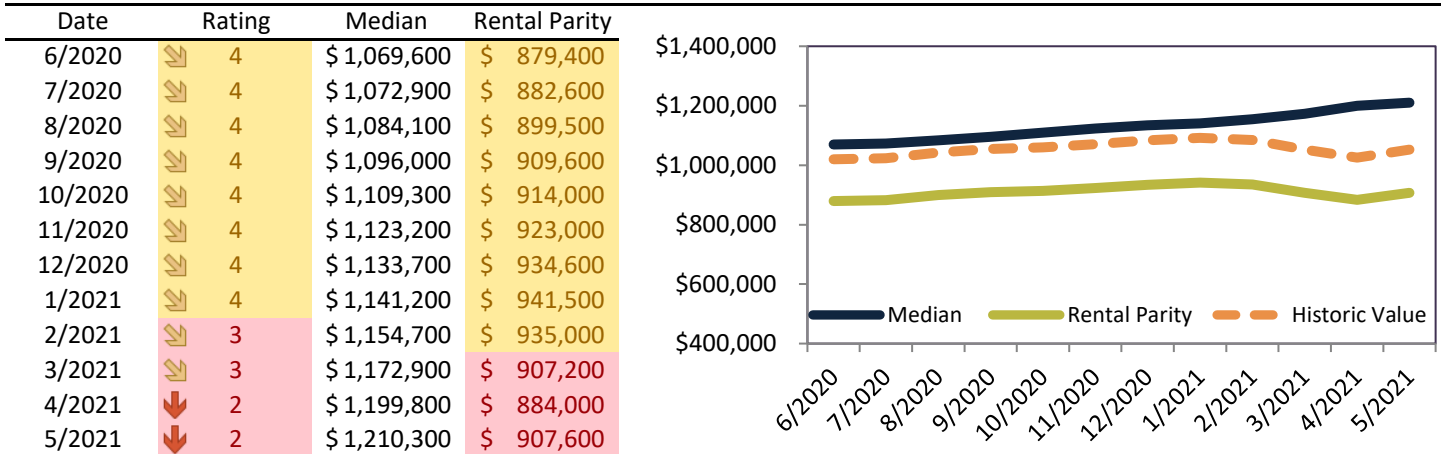 Date Rating Median Rental Parity
6/2020 4 $ 1,069,600 $ 879,400
7/2020 4 $ 1,072,900 $ 882,600
8/2020 4 $ 1,084,100 $ 899,500
9/2020 4 $ 1,096,000 $ 909,600
10/2020 4 $ 1,109,300 $ 914,000
11/2020 4 $ 1,123,200 $ 923,000
12/2020 4 $ 1,133,700 $ 934,600
1/2021 4 $ 1,141,200 $ 941,500
2/2021 3 $ 1,154,700 $ 935,000
3/2021 3 $ 1,172,900 $ 907,200
4/2021 2 $ 1,199,800 $ 884,000
5/2021 2 $ 1,210,300 $ 907,600
$1,400,000
$1,200,000
$1,000,000
$800,000
$600,000
$400,000
Median Rental Parity Historic Value
6/2020 7/2020 8/2020 9/2020 10/2020 11/2020 12/2020 1/2021 2/2021 3/2021 4/2021 5/2021